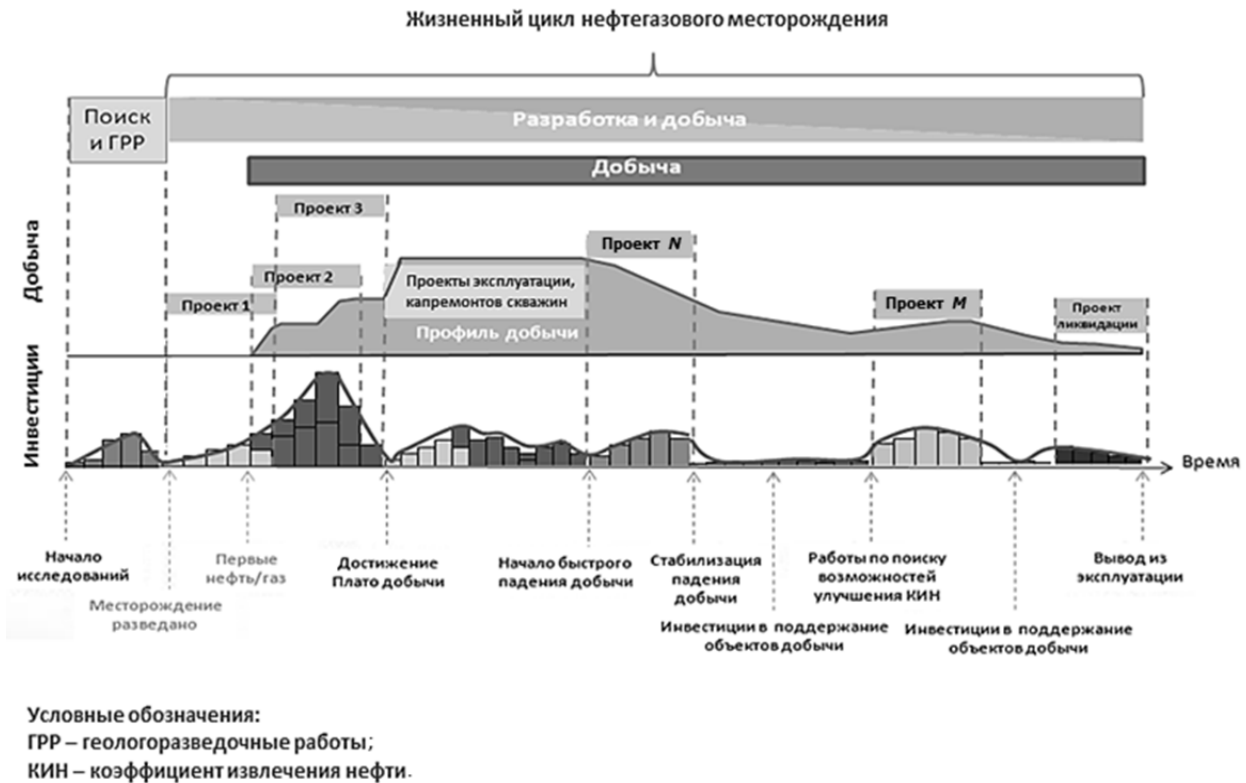 Жизненный цикл нефтегазового месторождения
Поиск
и ГРР
Разработка и добыча
Добыча
Добыча
Проект 3
Проект N
Проект 2
Проекты эксплуатации,
капремонтов скважин
Проект 1
Проект M
Проект
ликвидации
Профиль добычи
Инвестиции
Время
Начало
исследований
Месторождение
разведано
Первые
нефть/газ
Достижение
Плато добычи
Начало быстрого
падения добычи
Стабилизация
падения
добычи
Инвестиции в поддержание
объектов добычи
Работы по поиску
возможностей
улучшения КИН
Инвестиции в поддержание
объектов добычи
Вывод из
эксплуатации
Условные обозначения:
ГРР – геологоразведочные работы;
КИН – коэффициент извлечения нефти.